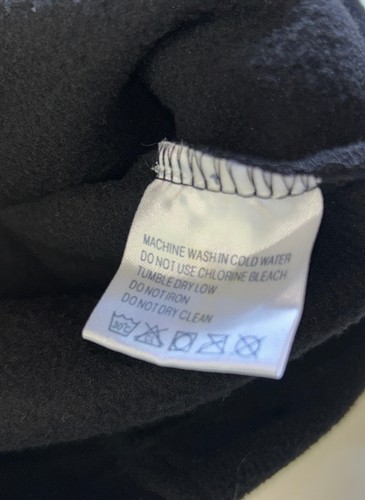 MACHINE WASH.IN COLD WATER
DO NOT USE CHLORINE BLEACH
TUMBLE DRY LOW
DO NOT IRON
DO NOT DRY CLEAN
30°C